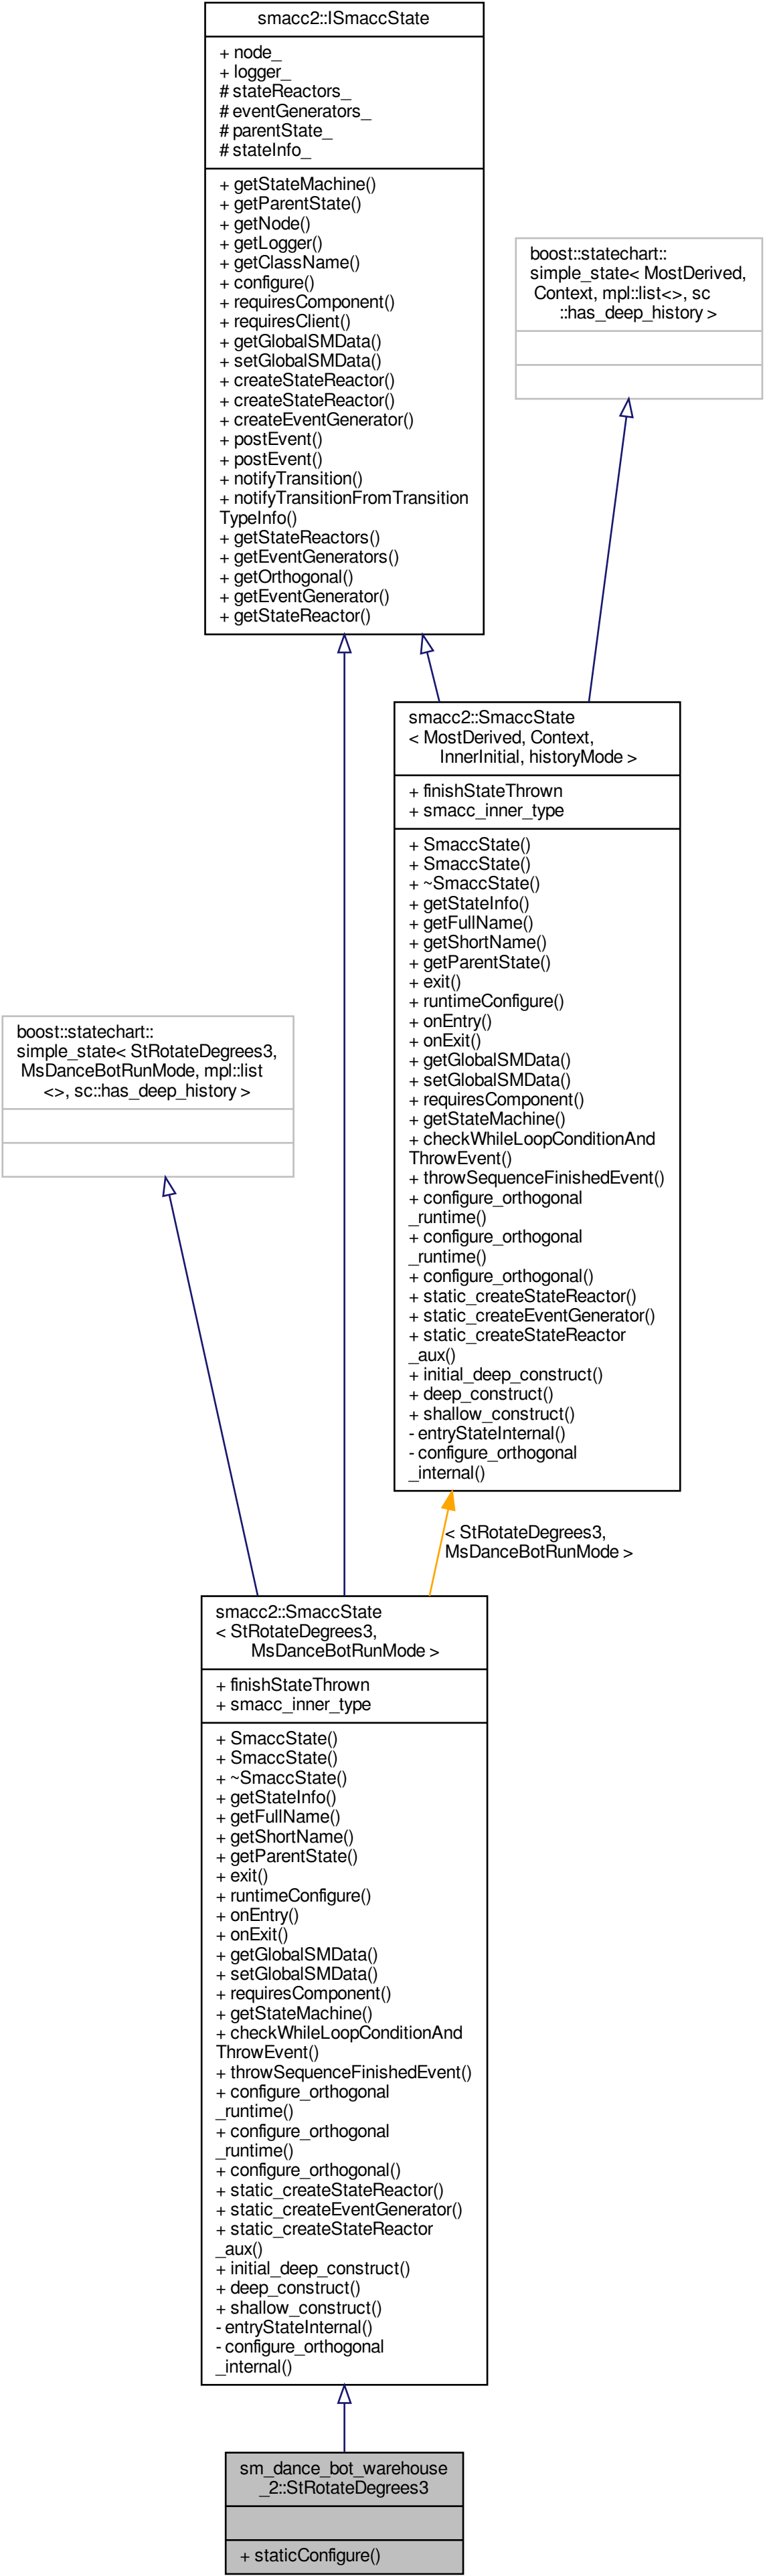 smacc2::ISmaccState
+ node_
+ logger_
# stateReactors_
# eventGenerators_
# parentState_
# stateInfo_
+ getStateMachine()
+ getParentState()
+ getNode()
+ getLogger()
+ getClassName()
+ configure()
+ requiresComponent()
+ requiresClient()
+ getGlobalSMData()
+ setGlobalSMData()
+ createStateReactor()
+ createStateReactor()
+ createEventGenerator()
+ postEvent()
+ postEvent()
+ notifyTransition()
+ notifyTransitionFromTransition
TypeInfo()
+ getStateReactors()
+ getEventGenerators()
+ getOrthogonal()
+ getEventGenerator()
+ getStateReactor()
boost::statechart::
simple_state< MostDerived,
Context, mpl::list<>, sc
::has_deep_history >
smacc2::SmaccState
< MostDerived, Context,
InnerInitial, historyMode >
+ finishStateThrown
+ smacc_inner_type
+ SmaccState()
+ SmaccState()
+ ~SmaccState()
+ getStateInfo()
+ getFullName()
+ getShortName()
+ getParentState()
+ exit()
+ runtimeConfigure()
+ onEntry()
+ onExit()
+ getGlobalSMData()
+ setGlobalSMData()
+ requiresComponent()
+ getStateMachine()
+ checkWhileLoopConditionAnd
ThrowEvent()
+ throwSequenceFinishedEvent()
+ configure_orthogonal
_runtime()
+ configure_orthogonal
_runtime()
+ configure_orthogonal()
+ static_createStateReactor()
+ static_createEventGenerator()
+ static_createStateReactor
_aux()
+ initial_deep_construct()
+ deep_construct()
+ shallow_construct()
- entryStateInternal()
- configure_orthogonal
_internal()
boost::statechart::
simple_state< StRotateDegrees3,
MsDanceBotRunMode, mpl::list
<>, sc::has_deep_history >
< StRotateDegrees3,
MsDanceBotRunMode >
smacc2::SmaccState
< StRotateDegrees3,
MsDanceBotRunMode >
+ finishStateThrown
+ smacc_inner_type
+ SmaccState()
+ SmaccState()
+ ~SmaccState()
+ getStateInfo()
+ getFullName()
+ getShortName()
+ getParentState()
+ exit()
+ runtimeConfigure()
+ onEntry()
+ onExit()
+ getGlobalSMData()
+ setGlobalSMData()
+ requiresComponent()
+ getStateMachine()
+ checkWhileLoopConditionAnd
ThrowEvent()
+ throwSequenceFinishedEvent()
+ configure_orthogonal
_runtime()
+ configure_orthogonal
_runtime()
+ configure_orthogonal()
+ static_createStateReactor()
+ static_createEventGenerator()
+ static_createStateReactor
_aux()
+ initial_deep_construct()
+ deep_construct()
+ shallow_construct()
- entryStateInternal()
- configure_orthogonal
_internal()
sm_dance_bot_warehouse
_2::StRotateDegrees3
+ staticConfigure()